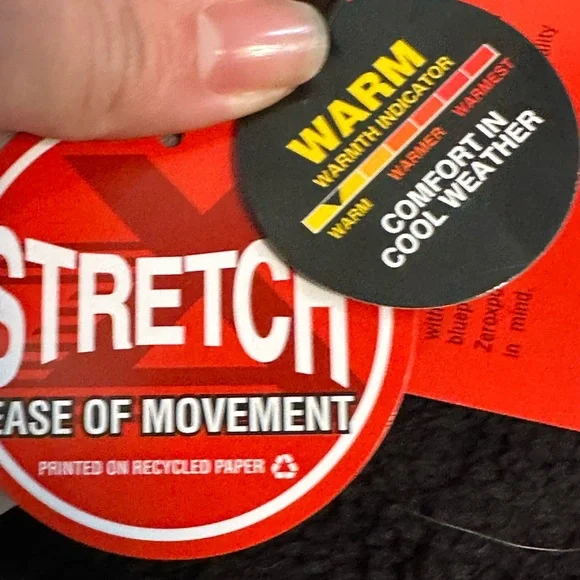 WARM
WARMTH INDICATOR
WARM WARMER WARMEST
COMFORT IN
COOL WEATHER
STRETCH
EASE OF MOVEMENT
PRINTED ON RECYCLED PAPER
in mind.